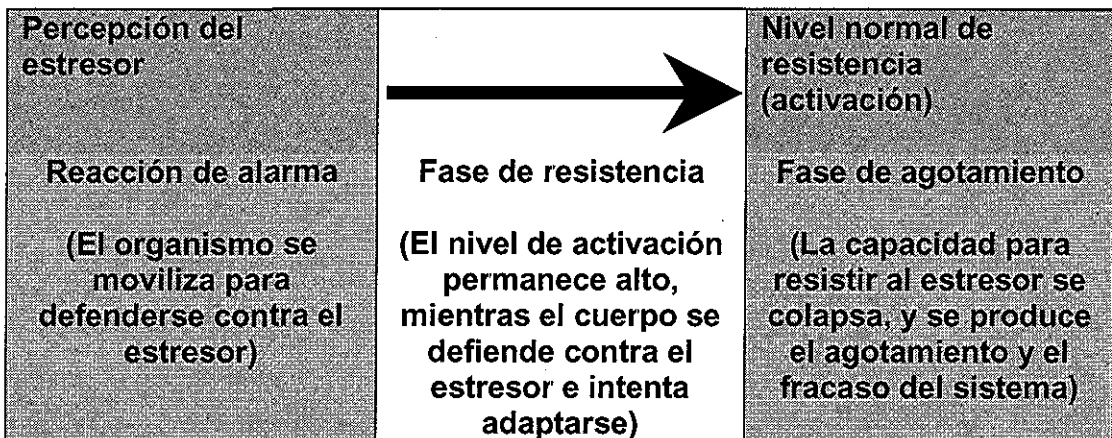 Percepción del
estresor
Reacción de alarma
(El organismo se
moviliza para
defenderse contra el
estresor)
Fase de resistencia
(El nivel de activación
permanece alto,
mientras el cuerpo se
defiende contra el
estresor e intenta
adaptarse)
Nivel normal de
resistencia
(activación)
Fase de agotamiento
(La capacidad para
resistir al estresor se
colapsa, y se produce
el agotamiento y el
fracaso del sistema)